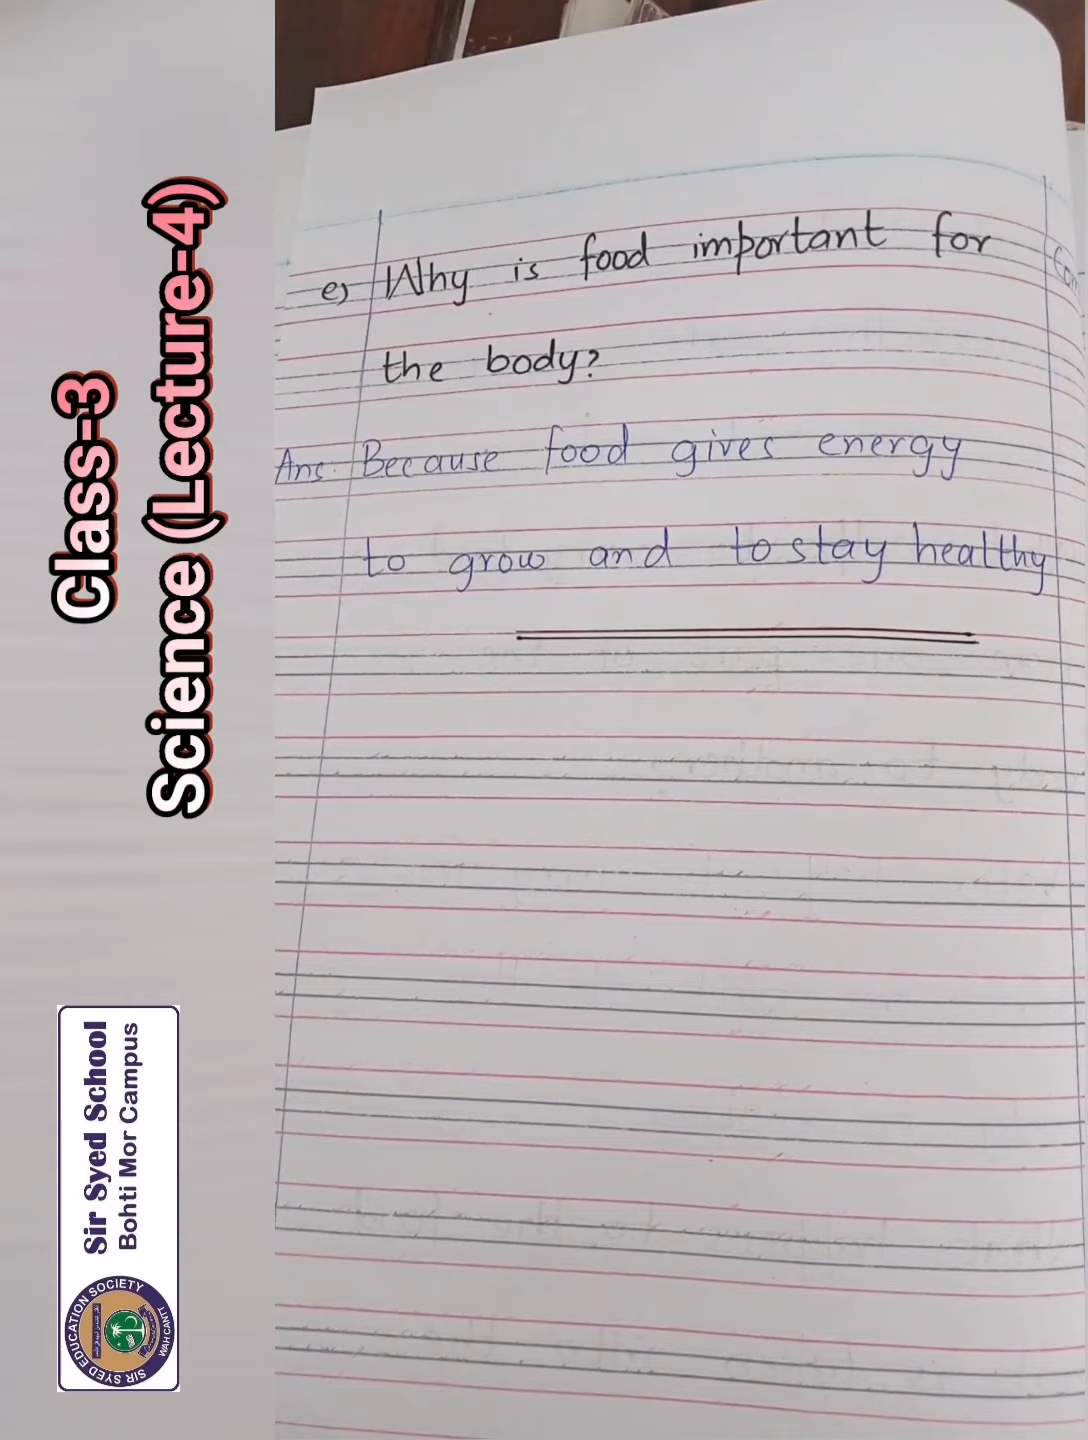 Class-3
Science (Lecture-4)
Sir Syed School
Bohti Mor Campus
SIR SYED EDUCATION SOCIETY
WAH CANTT
e) Why is food important for
the body?
Ans. Because food gives energy
to grow and to stay healthy